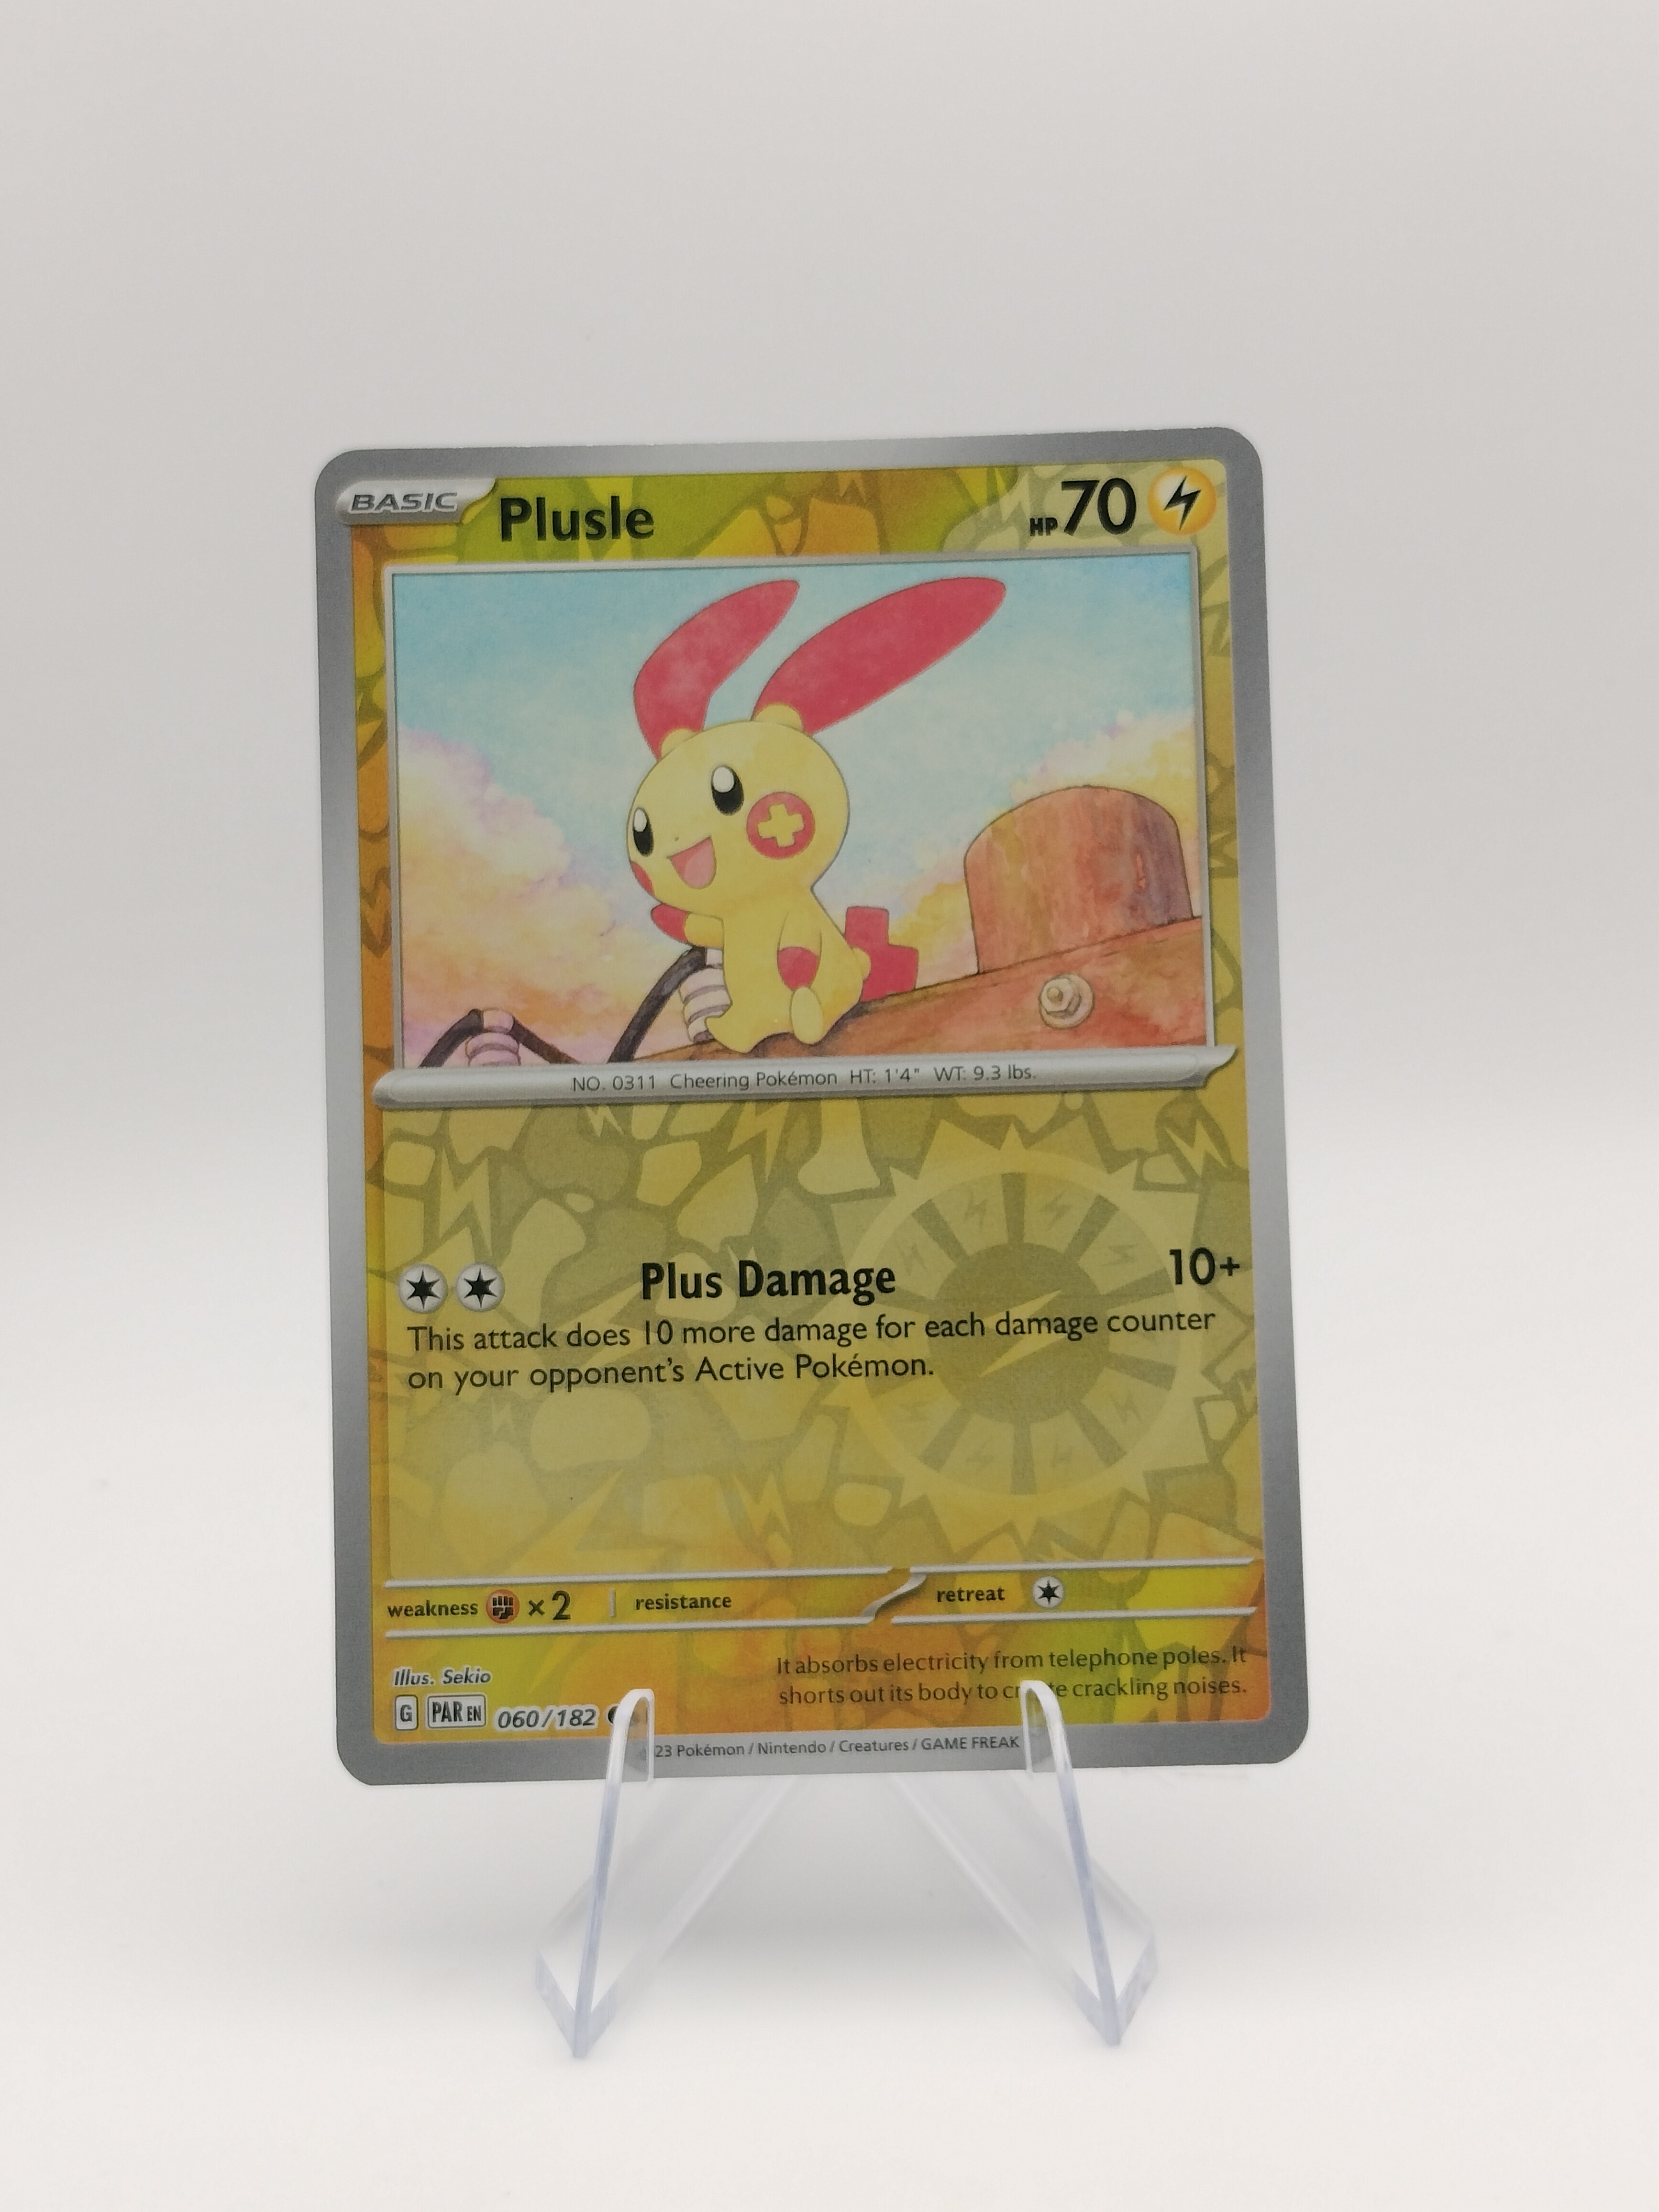 BASIC Plusle HP 70
NO. 0311 Cheering Pokémon HT: 1'4" WT: 9.3 lbs.
Plus Damage 10+
This attack does 10 more damage for each damage counter
on your opponent's Active Pokémon.
weakness ×2 resistance retreat
It absorbs electricity from telephone poles. It
shorts out its body to crackling noises.
Illus. Sekio
G PAR EN 060/182
23 Pokémon / Nintendo / Creatures / GAME FREAK